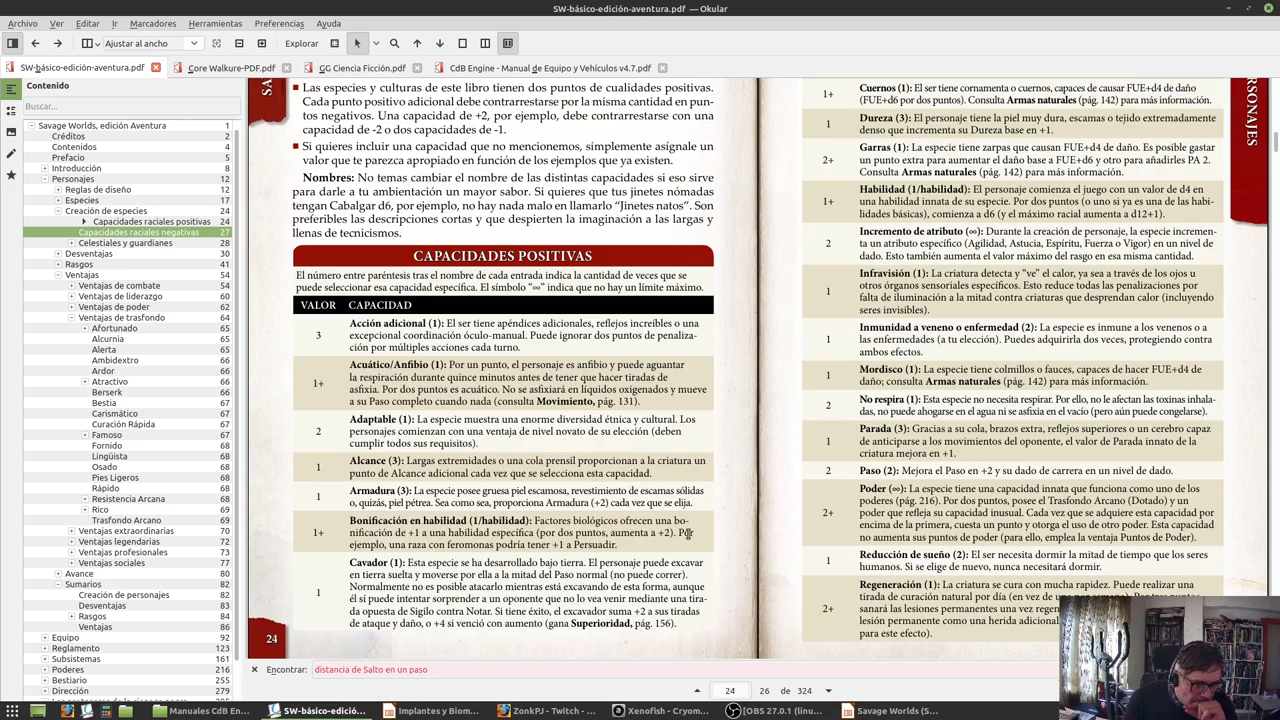 SW-básico-edición-aventura.pdf — Okular
Archivo Ver Editar Ir Marcadores Herramientas Preferencias Ayuda
Ajustar al ancho Explorar
SW-básico-edición-aventura.pdf Core Walkure-PDF.pdf GG Ciencia Ficción.pdf CdB Engine - Manual de Equipo y Vehículos v4.7.pdf
Contenido
Buscar...
Savage Worlds, edición Aventura 1
Créditos 2
Contenidos 4
Prefacio 5
Introducción 8
Personajes 12
Reglas de diseño 12
Especies 17
Creación de especies 24
Capacidades raciales positivas 24
Capacidades raciales negativas 27
Celestiales y guardianes 28
Desventajas 30
Rasgos 41
Ventajas 54
Ventajas de combate 54
Ventajas de liderazgo 60
Ventajas de poder 62
Ventajas de trasfondo 64
Afortunado 65
Alcurnia 65
Alerta 65
Ambidextro 66
Ardor 66
Atractivo 66
Berserk 66
Bestia 67
Carismático 67
Curación Rápida 67
Famoso 67
Fornido 68
Lingüista 68
Osado 68
Pies Ligeros 68
Rápido 68
Resistencia Arcana 69
Rico 69
Trasfondo Arcano 69
Ventajas extraordinarias 70
Ventajas legendarias 72
Ventajas profesionales 72
Ventajas sociales 77
Avance 80
Sumarios 82
Creación de personajes 82
Desventajas 83
Rasgos 84
Ventajas 86
Equipo 92
Reglamento 123
Subsistemas 161
Poderes 216
Bestiario 255
Dirección 279
SA
Las especies y culturas de este libro tienen dos puntos de cualidades positivas.
Cada punto positivo adicional debe contrarrestarse por la misma cantidad en pun-
tos negativos. Una capacidad de +2, por ejemplo, debe contrarrestarse con una
capacidad de -2 o dos capacidades de -1.
Si quieres incluir una capacidad que no mencionemos, simplemente asígnale un
valor que te parezca apropiado en función de los ejemplos que ya existen.
Nombres: No temas cambiar el nombre de las distintas capacidades si eso sirve
para darle a tu ambientación un mayor sabor. Si quieres que tus jinetes nómadas
tengan Cabalgar d6, por ejemplo, no hay nada malo en llamarlo “Jinetes natos”. Son
preferibles las descripciones cortas y que despierten la imaginación a las largas y
llenas de tecnicismos.
CAPACIDADES POSITIVAS
El número entre paréntesis tras el nombre de cada entrada indica la cantidad de veces que se
puede seleccionar esa capacidad específica. El símbolo “∞” indica que no hay un límite máximo.
VALOR CAPACIDAD
Acción adicional (1): El ser tiene apéndices adicionales, reflejos increíbles o una
3 excepcional coordinación óculo-manual. Puede ignorar dos puntos de penaliza-
ción por múltiples acciones cada turno.
Acuático/Anfibio (1): Por un punto, el personaje es anfibio y puede aguantar
la respiración durante quince minutos antes de tener que hacer tiradas de
1+ asfixia. Por dos puntos es acuático. No se asfixiará en líquidos oxigenados y mueve
a su Paso completo cuando nada (consulta Movimiento, pág. 131).
Adaptable (1): La especie muestra una enorme diversidad étnica y cultural. Los
2 personajes comienzan con una ventaja de nivel novato de su elección (deben
cumplir todos sus requisitos).
Alcance (3): Largas extremidades o una cola prensil proporcionan a la criatura un
1 punto de Alcance adicional cada vez que se selecciona esta capacidad.
Armadura (3): La especie posee gruesa piel escamosa, revestimiento de escamas sólidas
1 o, quizás, piel pétrea. Sea como sea, proporciona Armadura (+2) cada vez que se elija.
Bonificación en habilidad (1/habilidad): Factores biológicos ofrecen una bo-
1+ nificación de +1 a una habilidad específica (por dos puntos, aumenta a +2). Por
ejemplo, una raza con feromonas podría tener +1 a Persuadir.
Cavador (1): Esta especie se ha desarrollado bajo tierra. El personaje puede excavar
en tierra suelta y moverse por ella a la mitad del Paso normal (no puede correr).
Normalmente no es posible atacarlo mientras está excavando de esta forma, aunque
1 él sí puede intentar sorprender a un oponente que no lo vea venir mediante una tira-
da opuesta de Sigilo contra Notar. Si tiene éxito, el excavador suma +2 a sus tiradas
de ataque y daño, o +4 si venció con aumento (gana Superioridad, pág. 156).
24
ERSONAJES
1+ Cuernos (1): El ser tiene cornamenta o cuernos, capaces de causar FUE+d4 de daño
(FUE+d6 por dos puntos). Consulta Armas naturales (pág. 142) para más información.
1 Dureza (3): El personaje tiene la piel muy dura, escamas o tejido extremadamente
denso que incrementa su Dureza base en +1.
Garras (1): La especie tiene zarpas que causan FUE+d4 de daño. Es posible gastar
2+ un punto extra para aumentar el daño base a FUE+d6 y otro para añadirles PA 2.
Consulta Armas naturales (pág. 142) para más información.
Habilidad (1/habilidad): El personaje comienza el juego con un valor de d4 en
1+ una habilidad innata de su especie. Por dos puntos (o uno si ya es una de las habi-
lidades básicas), comienza a d6 (y el máximo racial aumenta a d12+1).
Incremento de atributo (∞): Durante la creación de personaje, la especie incremen-
2 ta un atributo específico (Agilidad, Astucia, Espíritu, Fuerza o Vigor) en un nivel de
dado. Esto también aumenta el valor máximo del rasgo en esa misma cantidad.
Infravisión (1): La criatura detecta y “ve” el calor, ya sea a través de los ojos u
1 otros órganos sensoriales específicos. Esto reduce todas las penalizaciones por
falta de iluminación a la mitad contra criaturas que desprendan calor (incluyendo
seres invisibles).
Inmunidad a veneno o enfermedad (2): La especie es inmune a los venenos o a
1 las enfermedades (a tu elección). Puedes adquirirla dos veces, protegiendo contra
ambos efectos.
1 Mordisco (1): La especie tiene colmillos o fauces, capaces de hacer FUE+d4 de
daño; consulta Armas naturales (pág. 142) para más información.
2 No respira (1): Esta especie no necesita respirar. Por ello, no le afectan las toxinas inhala-
das, no puede ahogarse en el agua ni se asfixia en el vacío (pero aún puede congelarse).
Parada (3): Gracias a su cola, brazos extra, reflejos superiores o un cerebro capaz
1 de anticiparse a los movimientos del oponente, el valor de Parada innato de la
criatura mejora en +1.
2 Paso (2): Mejora el Paso en +2 y su dado de carrera en un nivel de dado.
Poder (∞): La especie tiene una capacidad innata que funciona como uno de los
poderes (pág. 216). Por dos puntos, posee el Trasfondo Arcano (Dotado) y un
2+ poder que refleja su capacidad inusual. Cada vez que se adquiere esta capacidad por
encima de la primera, cuesta un punto y otorga el uso de otro poder. Esta capacidad
no aumenta sus puntos de poder (para ello, emplea la ventaja Puntos de Poder).
1 Reducción de sueño (2): El ser necesita dormir la mitad de tiempo que los seres
humanos. Si se elige de nuevo, nunca necesitará dormir.
Regeneración (1): La criatura se cura con mucha rapidez. Puede realizar una
tirada de curación natural por día (en vez de una
2+ sanará las lesiones permanentes una vez
lesión permanente como una herida adicional
para este efecto).
Encontrar: distancia de Salto en un paso
24 26 de 324
Manuales CdB En... SW-básico-edició... Implantes y Biom... ZonkPJ - Twitch - ... Xenofish - Cryom... [OBS 27.0.1 (linu... Savage Worlds (S...